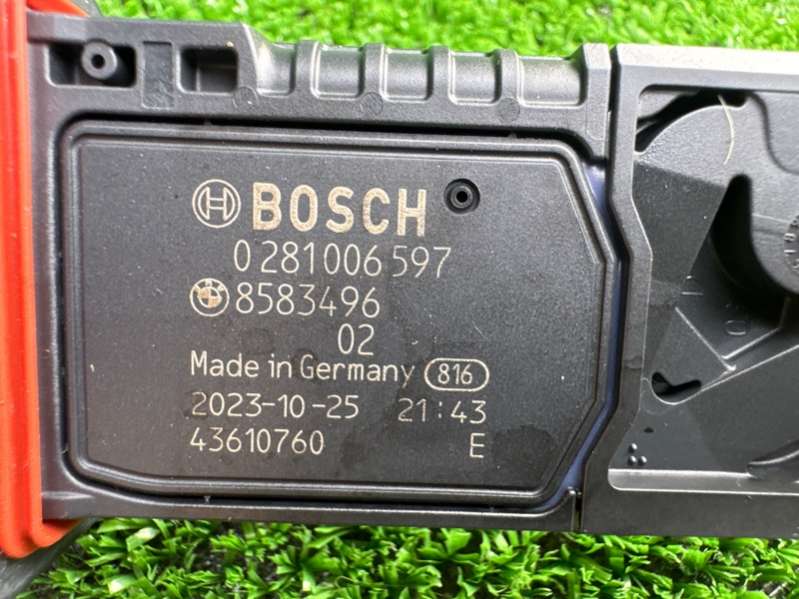 BOSCH
0 281 006 597
8583496
02
Made in Germany 816
2023-10-25 21:43
43610760 E